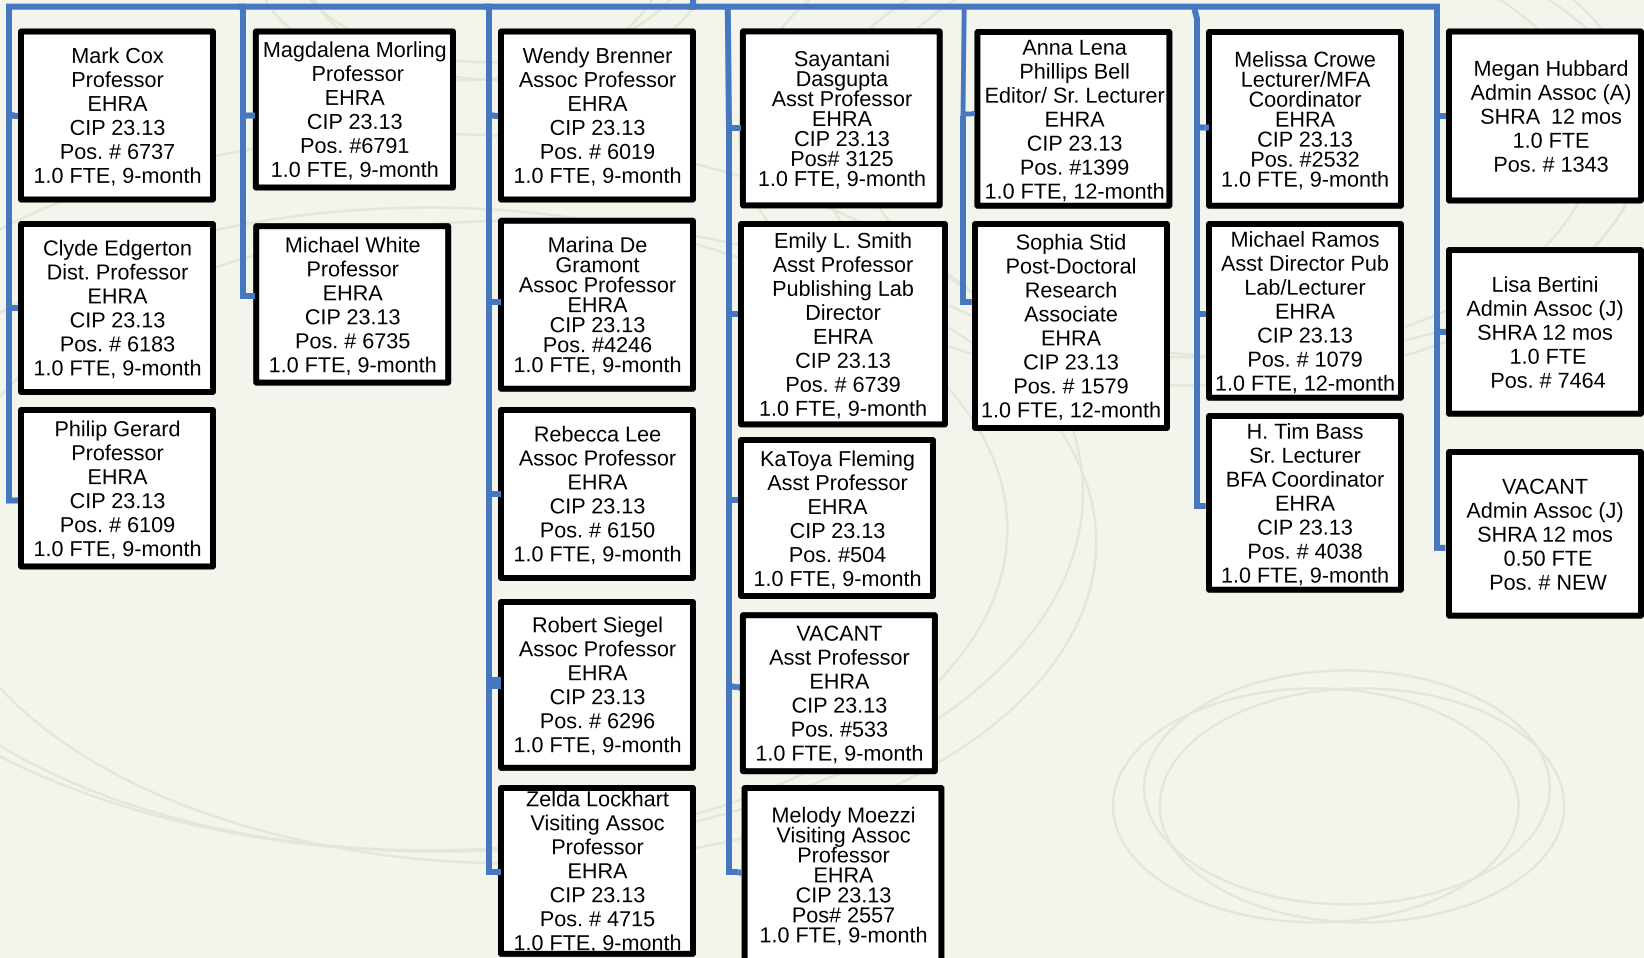 Mark Cox
Professor
EHRA
CIP 23.13
Pos. # 6737
1.0 FTE, 9-month
Clyde Edgerton
Dist. Professor
EHRA
CIP 23.13
Pos. # 6183
1.0 FTE, 9-month
Philip Gerard
Professor
EHRA
CIP 23.13
Pos. # 6109
1.0 FTE, 9-month
Magdalena Morling
Professor
EHRA
CIP 23.13
Pos. #6791
1.0 FTE, 9-month
Michael White
Professor
EHRA
CIP 23.13
Pos. # 6735
1.0 FTE, 9-month
Wendy Brenner
Assoc Professor
EHRA
CIP 23.13
Pos. # 6019
1.0 FTE, 9-month
Marina De
Gramont
Assoc Professor
EHRA
CIP 23.13
Pos. #4246
1.0 FTE, 9-month
Rebecca Lee
Assoc Professor
EHRA
CIP 23.13
Pos. # 6150
1.0 FTE, 9-month
Robert Siegel
Assoc Professor
EHRA
CIP 23.13
Pos. # 6296
1.0 FTE, 9-month
Zelda Lockhart
Visiting Assoc
Professor
EHRA
CIP 23.13
Pos. # 4715
1.0 FTE, 9-month
Sayantani
Dasgupta
Asst Professor
EHRA
CIP 23.13
Pos# 3125
1.0 FTE, 9-month
Emily L. Smith
Asst Professor
Publishing Lab
Director
EHRA
CIP 23.13
Pos. # 6739
1.0 FTE, 9-month
KaToya Fleming
Asst Professor
EHRA
CIP 23.13
Pos. #504
1.0 FTE, 9-month
VACANT
Asst Professor
EHRA
CIP 23.13
Pos. #533
1.0 FTE, 9-month
Melody Moezzi
Visiting Assoc
Professor
EHRA
CIP 23.13
Pos# 2557
1.0 FTE, 9-month
Anna Lena
Phillips Bell
Editor/ Sr. Lecturer
EHRA
CIP 23.13
Pos. #1399
1.0 FTE, 12-month
Sophia Stid
Post-Doctoral
Research
Associate
EHRA
CIP 23.13
Pos. # 1579
1.0 FTE, 12-month
Melissa Crowe
Lecturer/MFA
Coordinator
EHRA
CIP 23.13
Pos. #2532
1.0 FTE, 9-month
Michael Ramos
Asst Director Pub
Lab/Lecturer
EHRA
CIP 23.13
Pos. # 1079
1.0 FTE, 12-month
H. Tim Bass
Sr. Lecturer
BFA Coordinator
EHRA
CIP 23.13
Pos. # 4038
1.0 FTE, 9-month
Megan Hubbard
Admin Assoc (A)
SHRA 12 mos
1.0 FTE
Pos. # 1343
Lisa Bertini
Admin Assoc (J)
SHRA 12 mos
1.0 FTE
Pos. # 7464
VACANT
Admin Assoc (J)
SHRA 12 mos
0.50 FTE
Pos. # NEW